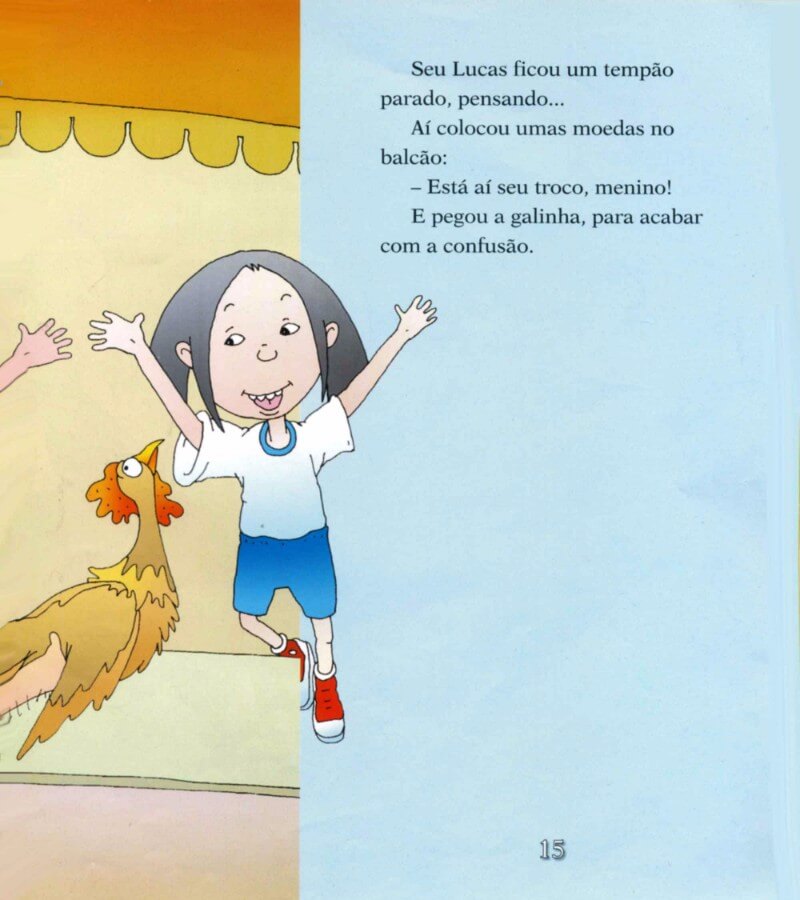 Seu Lucas ficou um tempão
parado, pensando...
Aí colocou umas moedas no
balcão:
– Está aí seu troco, menino!
E pegou a galinha, para acabar
com a confusão.
15